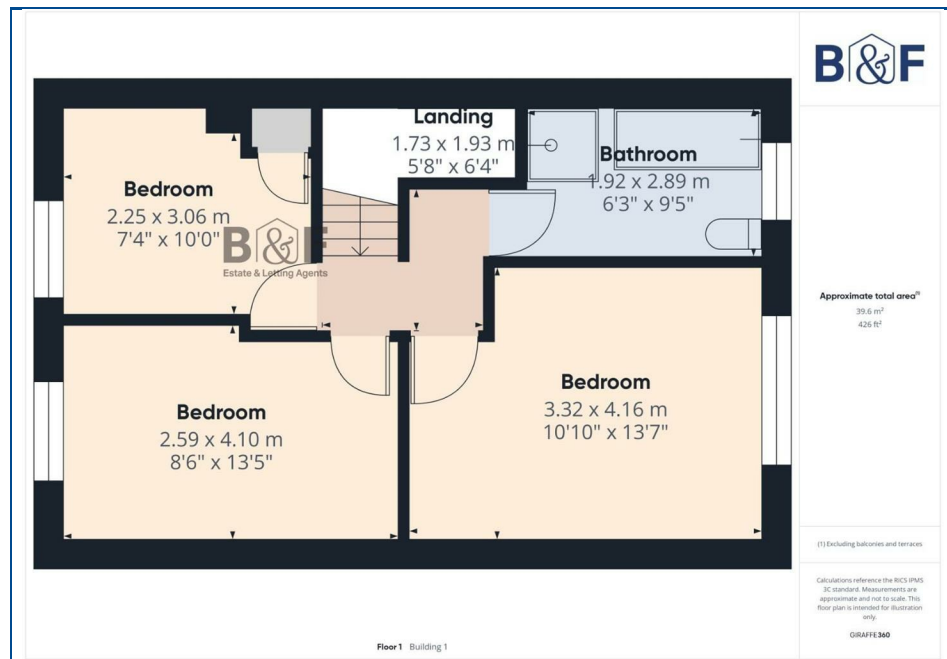 Landing
1.73 x 1.93 m
5'8" x 6'4"
Bathroom
1.92 x 2.89 m
6'3" x 9'5"
Bedroom
2.25 x 3.06 m
7'4" x 10'0"
B&F
Estate & Letting Agents
Bedroom
2.59 x 4.10 m
8'6" x 13'5"
Bedroom
3.32 x 4.16 m
10'10" x 13'7"
Floor 1 Building 1
B&F
Approximate total area(1)
39.6 m²
426 ft²
(1) Excluding balconies and terraces
Calculations reference the RICS IPMS
3C standard. Measurements are
approximate and not to scale. This
floor plan is intended for illustration
only.
GIRAFFE360